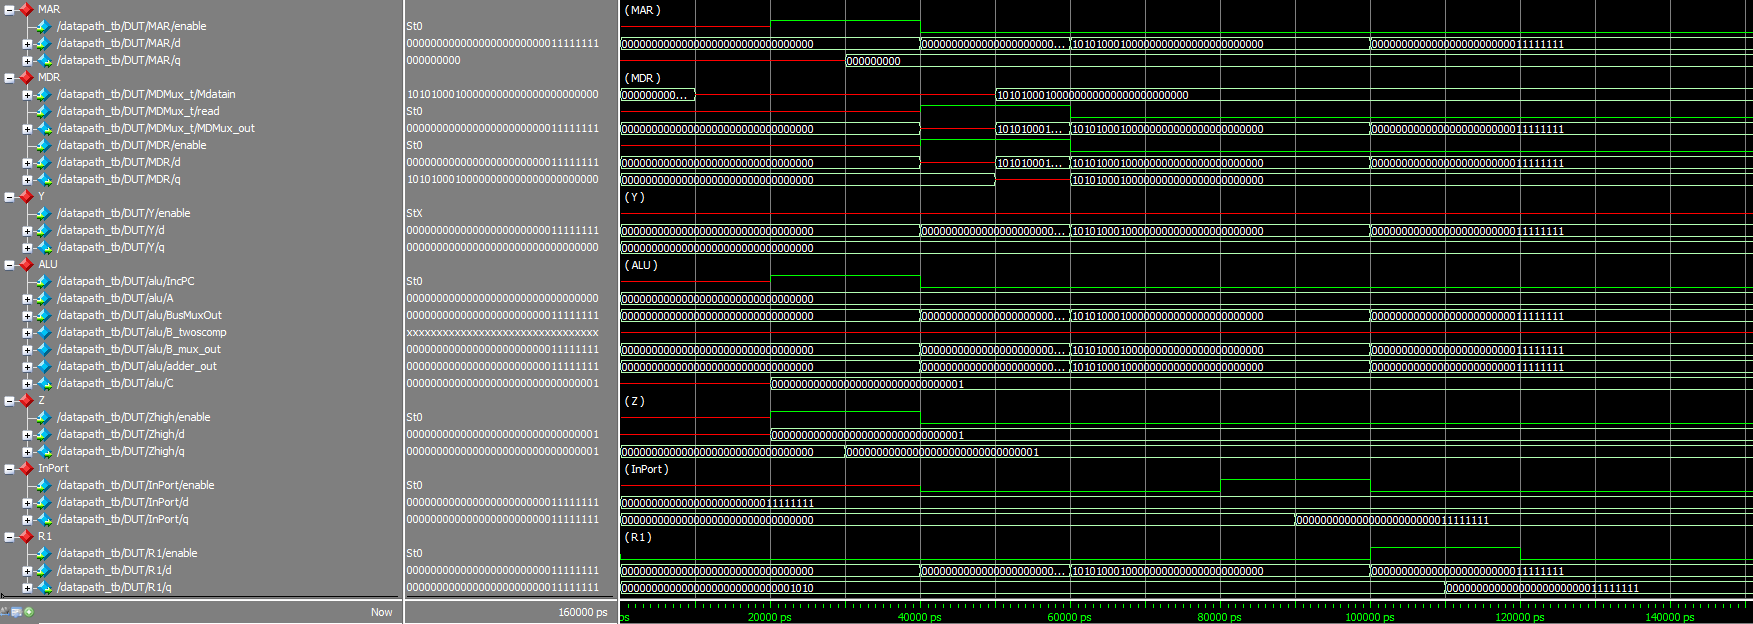 MAR (MAR)
/datapath_tb/DUT/MAR/enable St0
/datapath_tb/DUT/MAR/d 00000000000000000000000011111111 00000000000000000000000000000000 0000000000000000000000... 10101000100000000000000000000000 00000000000000000000000011111111
/datapath_tb/DUT/MAR/q 000000000 000000000
MDR (MDR)
/datapath_tb/DUT/MDMux_t/Mdatain 10101000100000000000000000000000 000000000... 10101000100000000000000000000000
/datapath_tb/DUT/MDMux_t/read St0
/datapath_tb/DUT/MDMux_t/MDMux_out 00000000000000000000000011111111 00000000000000000000000000000000 101010001... 10101000100000000000000000000000 00000000000000000000000011111111
/datapath_tb/DUT/MDR/enable St0
/datapath_tb/DUT/MDR/d 00000000000000000000000011111111 00000000000000000000000000000000 101010001... 10101000100000000000000000000000 00000000000000000000000011111111
/datapath_tb/DUT/MDR/q 10101000100000000000000000000000 00000000000000000000000000000000 10101000100000000000000000000000
Y (Y)
/datapath_tb/DUT/Y/enable StX
/datapath_tb/DUT/Y/d 00000000000000000000000011111111 00000000000000000000000000000000 0000000000000000000000... 10101000100000000000000000000000 00000000000000000000000011111111
/datapath_tb/DUT/Y/q 00000000000000000000000000000000 00000000000000000000000000000000
ALU (ALU)
/datapath_tb/DUT/alu/IncPC St0
/datapath_tb/DUT/alu/A 00000000000000000000000000000000 00000000000000000000000000000000
/datapath_tb/DUT/alu/BusMuxOut 00000000000000000000000011111111 00000000000000000000000000000000 0000000000000000000000... 10101000100000000000000000000000 00000000000000000000000011111111
/datapath_tb/DUT/alu/B_twoscomp xxxxxxxxxxxxxxxxxxxxxxxxxxxxxxxx
/datapath_tb/DUT/alu/B_mux_out 00000000000000000000000011111111 00000000000000000000000000000000 0000000000000000000000... 10101000100000000000000000000000 00000000000000000000000011111111
/datapath_tb/DUT/alu/adder_out 00000000000000000000000011111111 00000000000000000000000000000000 0000000000000000000000... 10101000100000000000000000000000 00000000000000000000000011111111
/datapath_tb/DUT/alu/C 00000000000000000000000000000001 00000000000000000000000000000001
Z (Z)
/datapath_tb/DUT/Zhigh/enable St0
/datapath_tb/DUT/Zhigh/d 00000000000000000000000000000001 00000000000000000000000000000001
/datapath_tb/DUT/Zhigh/q 00000000000000000000000000000001 00000000000000000000000000000000 00000000000000000000000000000001
InPort (InPort)
/datapath_tb/DUT/InPort/enable St0
/datapath_tb/DUT/InPort/d 00000000000000000000000011111111 00000000000000000000000011111111
/datapath_tb/DUT/InPort/q 00000000000000000000000011111111 00000000000000000000000000000000 00000000000000000000000011111111
R1 (R1)
/datapath_tb/DUT/R1/enable St0
/datapath_tb/DUT/R1/d 00000000000000000000000011111111 00000000000000000000000000000000 0000000000000000000000... 10101000100000000000000000000000 00000000000000000000000011111111
/datapath_tb/DUT/R1/q 00000000000000000000000011111111 00000000000000000000000000001010 00000000000000000000000011111111
Now 160000 ps ps 20000 ps 40000 ps 60000 ps 80000 ps 100000 ps 120000 ps 140000 ps